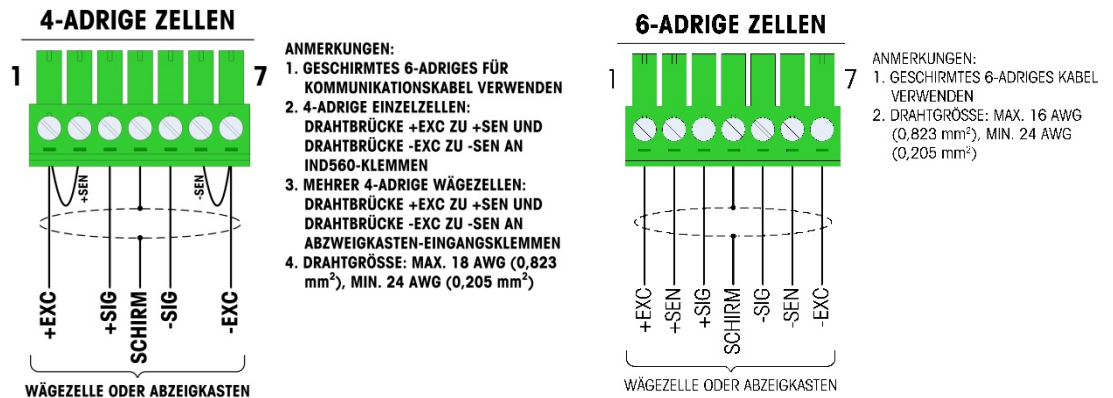 4-ADRIGE ZELLEN
1
7
+SEN
-SEN
+EXC
+SIG
SCHIRM
-SIG
-EXC
WÄGEZELLE ODER ABZEIGKASTEN
ANMERKUNGEN:
1. GESCHIRMTES 6-ADRIGES FÜR
KOMMUNIKATIONSKABEL VERWENDEN
2. 4-ADRIGE EINZELZELLEN:
DRAHTBRÜCKE +EXC ZU +SEN UND
DRAHTBRÜCKE -EXC ZU -SEN AN
IND560-KLEMMEN
3. MEHRER 4-ADRIGE WÄGEZELLEN:
DRAHTBRÜCKE +EXC ZU +SEN UND
DRAHTBRÜCKE -EXC ZU -SEN AN
ABZWEIGKASTEN-EINGANGSKLEMMEN
4. DRAHTGRÖSSE: MAX. 18 AWG (0,823
mm²), MIN. 24 AWG (0,205 mm²)
6-ADRIGE ZELLEN
1
7
+EXC
+SEN
+SIG
SCHIRM
-SIG
-SEN
-EXC
WÄGEZELLE ODER ABZEIGKASTEN
ANMERKUNGEN:
1. GESCHIRMTES 6-ADRIGES KABEL
VERWENDEN
2. DRAHTGRÖSSE: MAX. 16 AWG
(0,823 mm²), MIN. 24 AWG
(0,205 mm²)